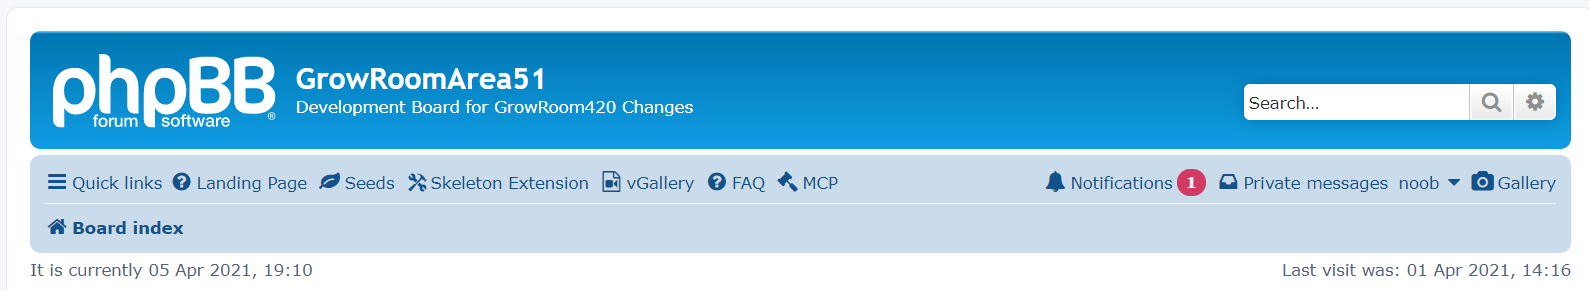 phpBB®
forum software
GrowRoomArea51
Development Board for GrowRoom420 Changes
Search…
Quick links Landing Page Seeds Skeleton Extension vGallery FAQ MCP Notifications 1 Private messages noob Gallery
Board index
It is currently 05 Apr 2021, 19:10 Last visit was: 01 Apr 2021, 14:16